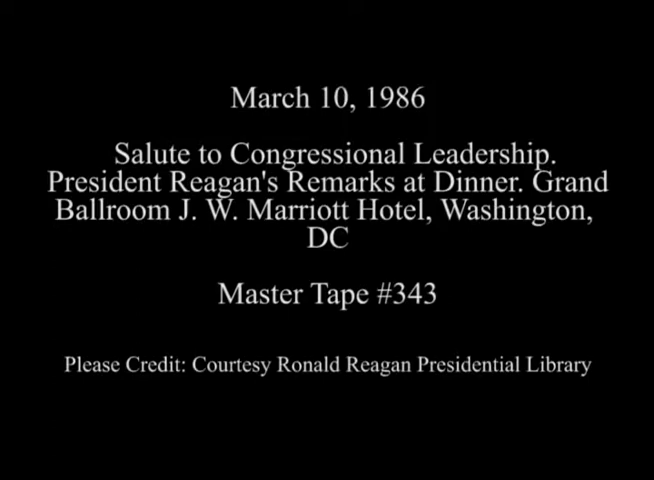 March 10, 1986
Salute to Congressional Leadership.
President Reagan's Remarks at Dinner. Grand
Ballroom J. W. Marriott Hotel, Washington,
DC
Master Tape #343
Please Credit: Courtesy Ronald Reagan Presidential Library